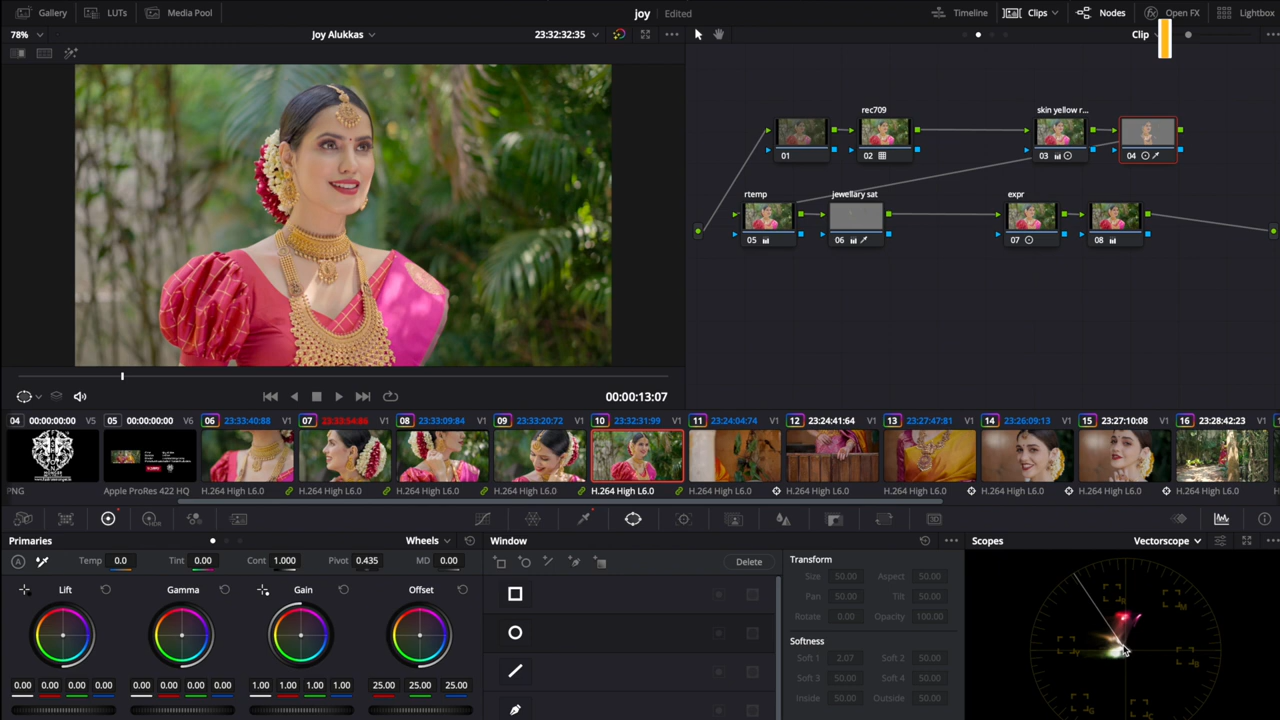 Gallery LUTs Media Pool joy Edited Timeline Clips Nodes Open FX Lightbox
78% Joy Alukkas 23:32:32:35 Clip
rec709 skin yellow r...
01 02 03 04
rtemp jewellary sat expr
05 06 07 08
00:00:13:07
04 00:00:00:00 V5 05 00:00:00:00 V6 06 23:33:40:88 V1 07 V1 08 23:33:09:84 V1 09 23:33:20:72 V1 10 23:32:31:99 V1 11 23:24:04:74 V1 12 23:24:41:64 V1 13 23:27:47:81 V1 14 23:26:09:13 V1 15 23:27:10:08 V1 16 23:28:42:23 V1
PNG Apple ProRes 422 HQ H.264 High L6.0 H.264 High L6.0 H.264 High L6.0 H.264 High L6.0 H.264 High L6.0 H.264 High L6.0 H.264 High L6.0 H.264 High L6.0 H.264 High L6.0 H.264 High L6.0 H.264 High L6.0
HDR 3D
Primaries Wheels Window Scopes Vectorscope
A Temp 0.0 Tint 0.00 Cont 1.000 Pivot 0.435 MD 0.00 Delete Transform
Size 50.00 Aspect 50.00
Lift Gamma Gain Offset Pan 50.00 Tilt 50.00
Rotate 0.00 Opacity 100.00
Softness
Soft 1 2.07 Soft 2 50.00
Soft 3 50.00 Soft 4 50.00
0.00 0.00 0.00 0.00 0.00 0.00 0.00 0.00 1.00 1.00 1.00 1.00 25.00 25.00 25.00
Inside 50.00 Outside 50.00
R M B Y G